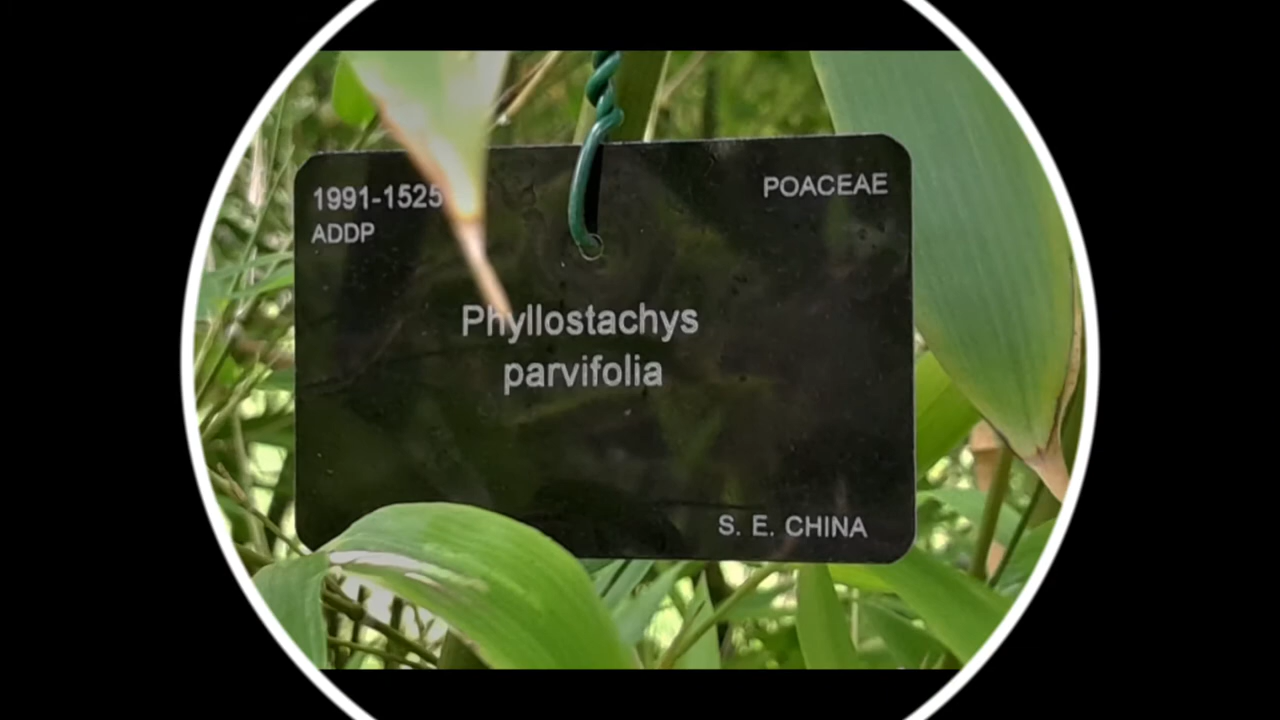 1991-1525
ADDP
POACEAE
Phyllostachys
parvifolia
S. E. CHINA